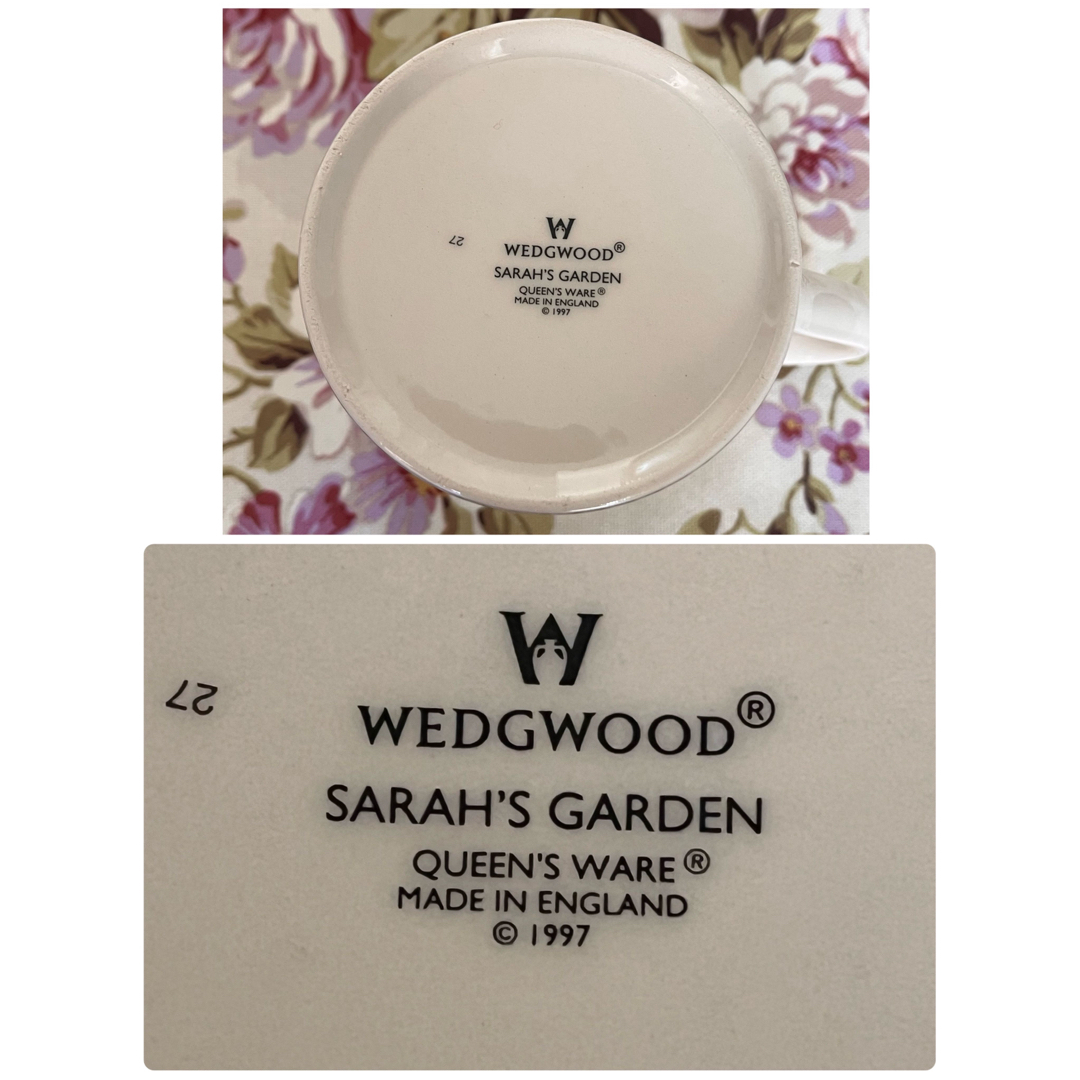 27
W
WEDGWOOD®
SARAH'S GARDEN
QUEEN'S WARE®
MADE IN ENGLAND
© 1997
27
W
WEDGWOOD®
SARAH'S GARDEN
QUEEN'S WARE®
MADE IN ENGLAND
© 1997